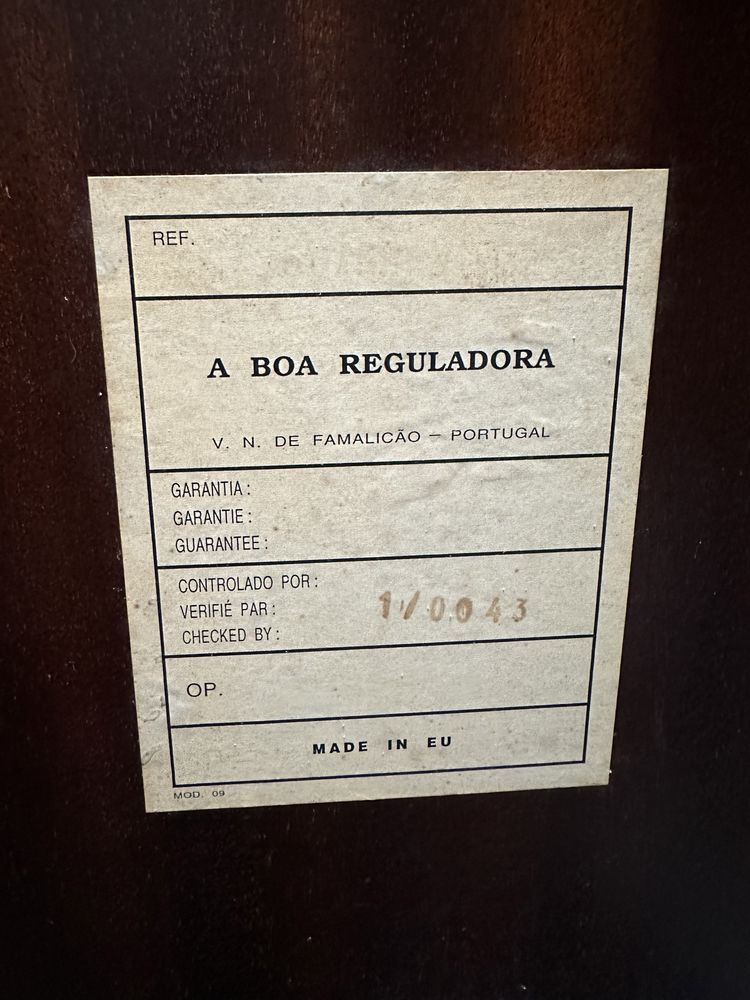 REF.
A BOA REGULADORA
V. N. DE FAMALICÃO – PORTUGAL
GARANTIA:
GARANTIE:
GUARANTEE:
CONTROLADO POR:
VERIFIÉ PAR:
CHECKED BY:
1/0043
OP.
MADE IN EU
MOD. 09